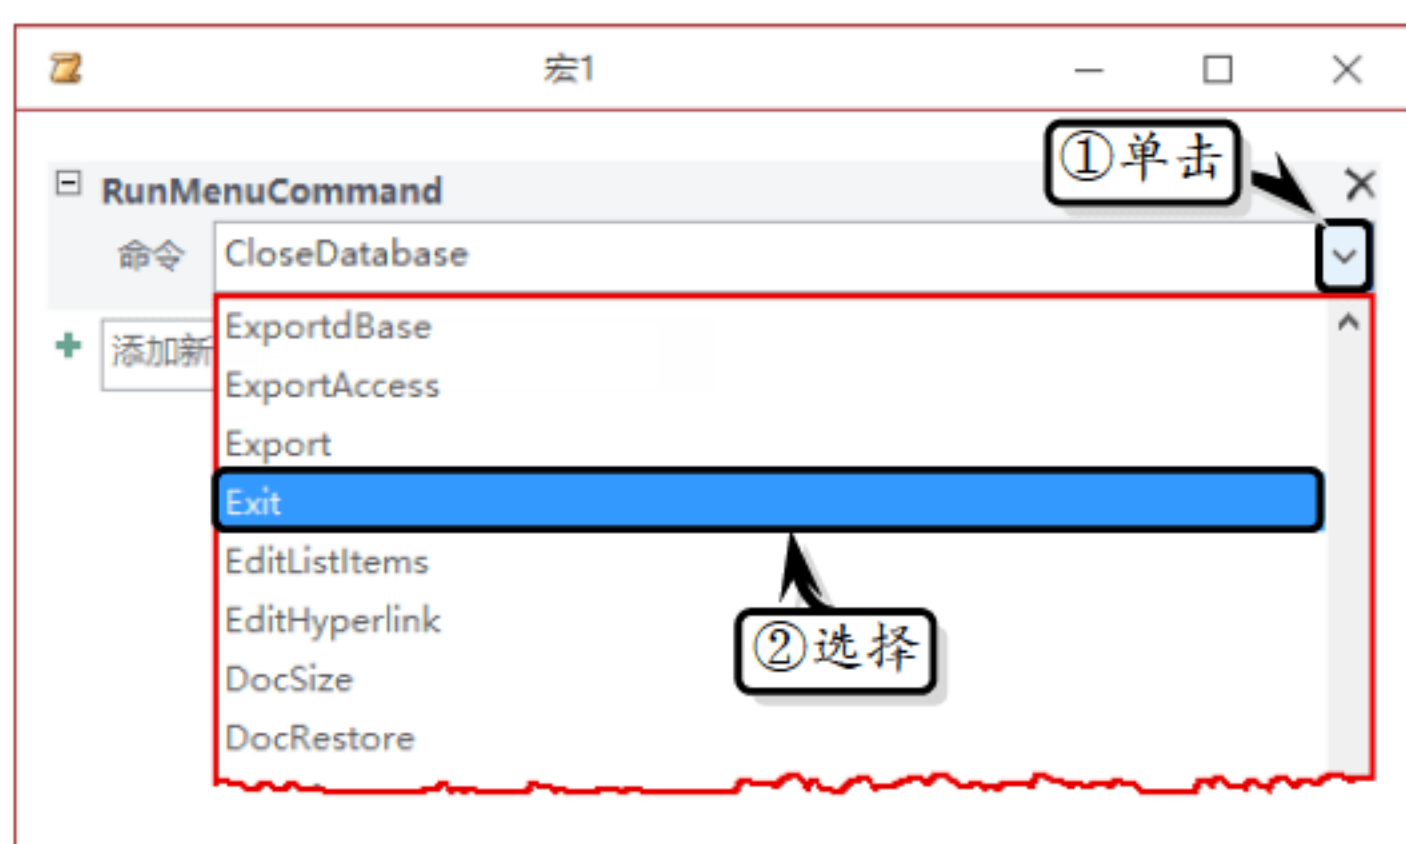 宏1
①单击
RunMenuCommand
命令 CloseDatabase
ExportdBase
添加新
ExportAccess
Export
Exit
EditListItems
EditHyperlink
②选择
DocSize
DocRestore